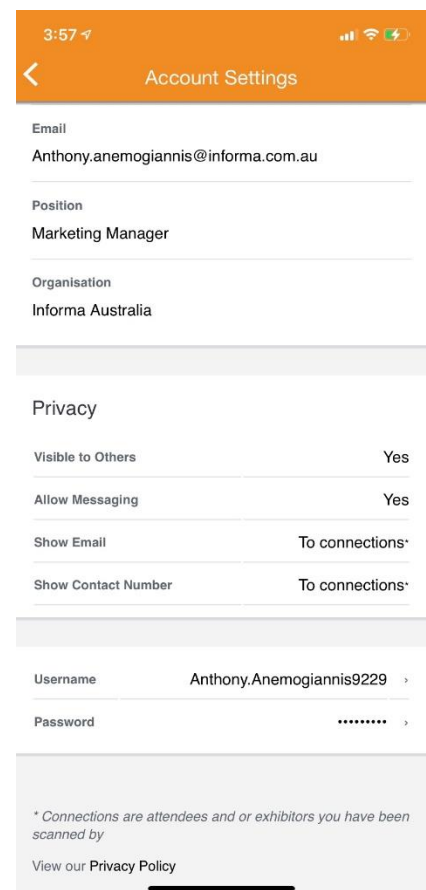 3:57
Account Settings
Email
Anthony.anemogiannis@informa.com.au
Position
Marketing Manager
Organisation
Informa Australia
Privacy
Visible to Others Yes
Allow Messaging Yes
Show Email To connections*
Show Contact Number To connections*
Username Anthony.Anemogiannis9229 ›
Password ••••••••• ›
* Connections are attendees and or exhibitors you have been
scanned by
View our Privacy Policy